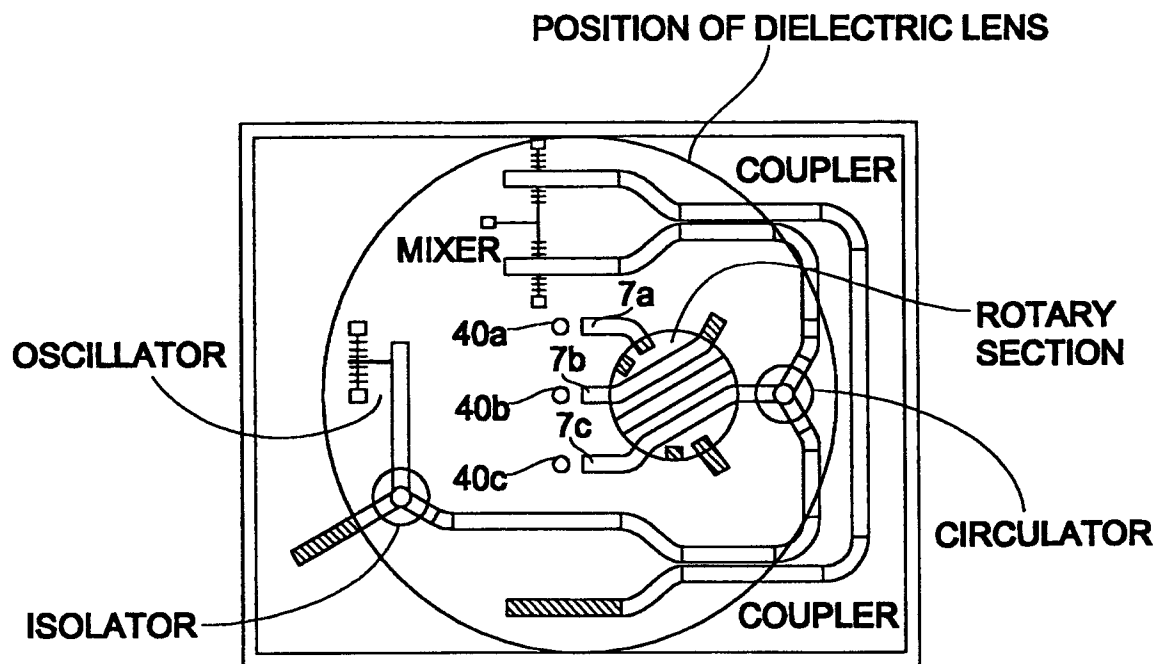 POSITION OF DIELECTRIC LENS
COUPLER
MIXER
7a
40a
ROTARY
SECTION
OSCILLATOR
7b
40b
7c
40c
CIRCULATOR
ISOLATOR
COUPLER